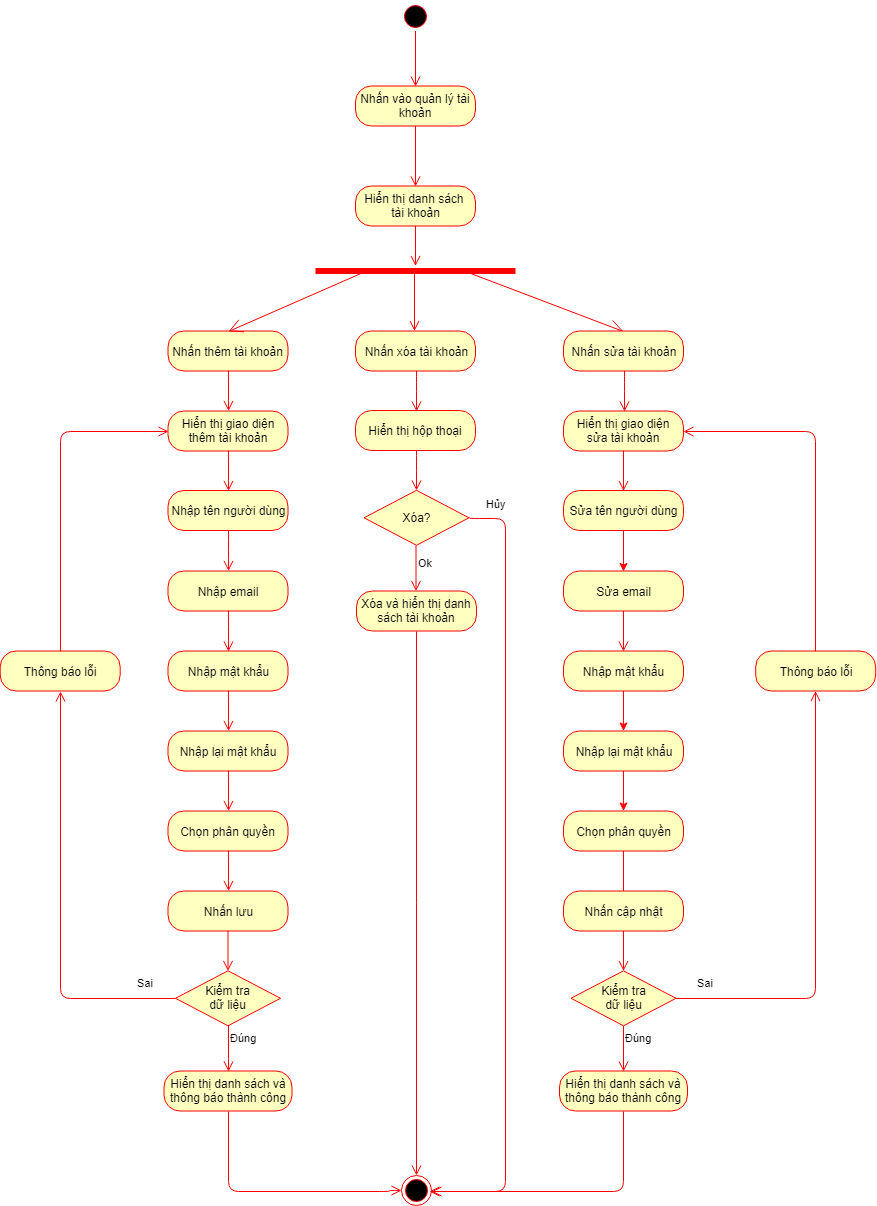 Nhấn vào quản lý tài
khoản
Hiển thị danh sách
tài khoản
Nhấn thêm tài khoản
Nhấn xóa tài khoản
Nhấn sửa tài khoản
Hiển thị giao diện
thêm tài khoản
Hiển thị hộp thoại
Hiển thị giao diện
sửa tài khoản
Nhập tên người dùng
Xóa?
Hủy
Sửa tên người dùng
Ok
Nhập email
Xóa và hiển thị danh
sách tài khoản
Sửa email
Thông báo lỗi
Nhập mật khẩu
Nhập mật khẩu
Thông báo lỗi
Nhập lại mật khẩu
Nhập lại mật khẩu
Chọn phân quyền
Chọn phân quyền
Nhấn lưu
Nhấn cập nhật
Sai
Kiểm tra
dữ liệu
Kiểm tra
dữ liệu
Sai
Đúng
Đúng
Hiển thị danh sách và
thông báo thành công
Hiển thị danh sách và
thông báo thành công